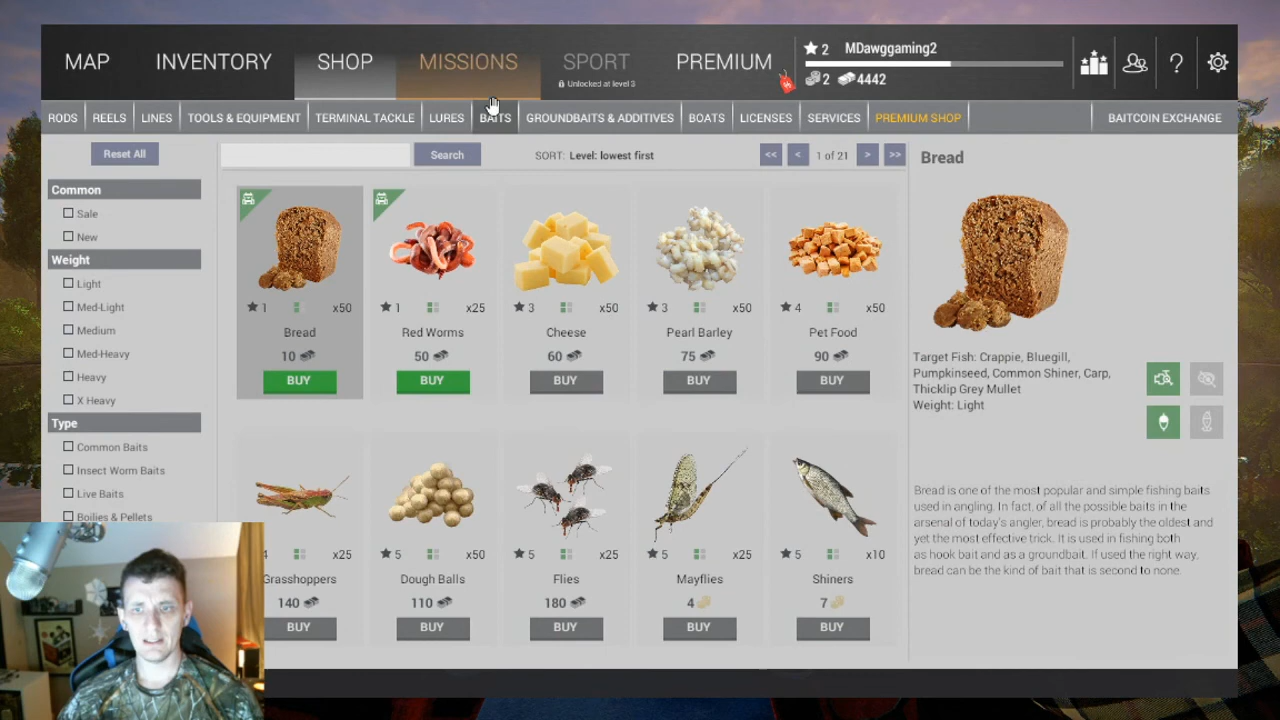 MAP INVENTORY SHOP MISSIONS SPORT PREMIUM
Unlocked at level 3
2 MDawggaming2
2 4442
RODS REELS LINES TOOLS & EQUIPMENT TERMINAL TACKLE LURES BAITS GROUNDBAITS & ADDITIVES BOATS LICENSES SERVICES PREMIUM SHOP BAITCOIN EXCHANGE
Reset All
Search SORT: Level: lowest first << < 1 of 21 > >>
Common
Sale
New
Weight
Light
Med-Light
Medium
Med-Heavy
Heavy
X Heavy
Type
Common Baits
Insect Worm Baits
Live Baits
Boilies & Pellets
1 x50 1 x25 3 x50 3 x50 4 x50
Bread Red Worms Cheese Pearl Barley Pet Food
10 50 60 75 90
BUY BUY BUY BUY BUY
4 x25 5 x50 5 x25 5 x25 5 x10
Grasshoppers Dough Balls Flies Mayflies Shiners
140 110 180 4 7
BUY BUY BUY BUY BUY
Bread
Target Fish: Crappie, Bluegill,
Pumpkinseed, Common Shiner, Carp,
Thicklip Grey Mullet
Weight: Light
Bread is one of the most popular and simple fishing baits
used in angling. In fact, of all the possible baits in the
arsenal of today's angler, bread is probably the oldest and
yet the most effective trick. It is used in fishing both
as hook bait and as a groundbait. If used the right way,
bread can be the kind of bait that is second to none.